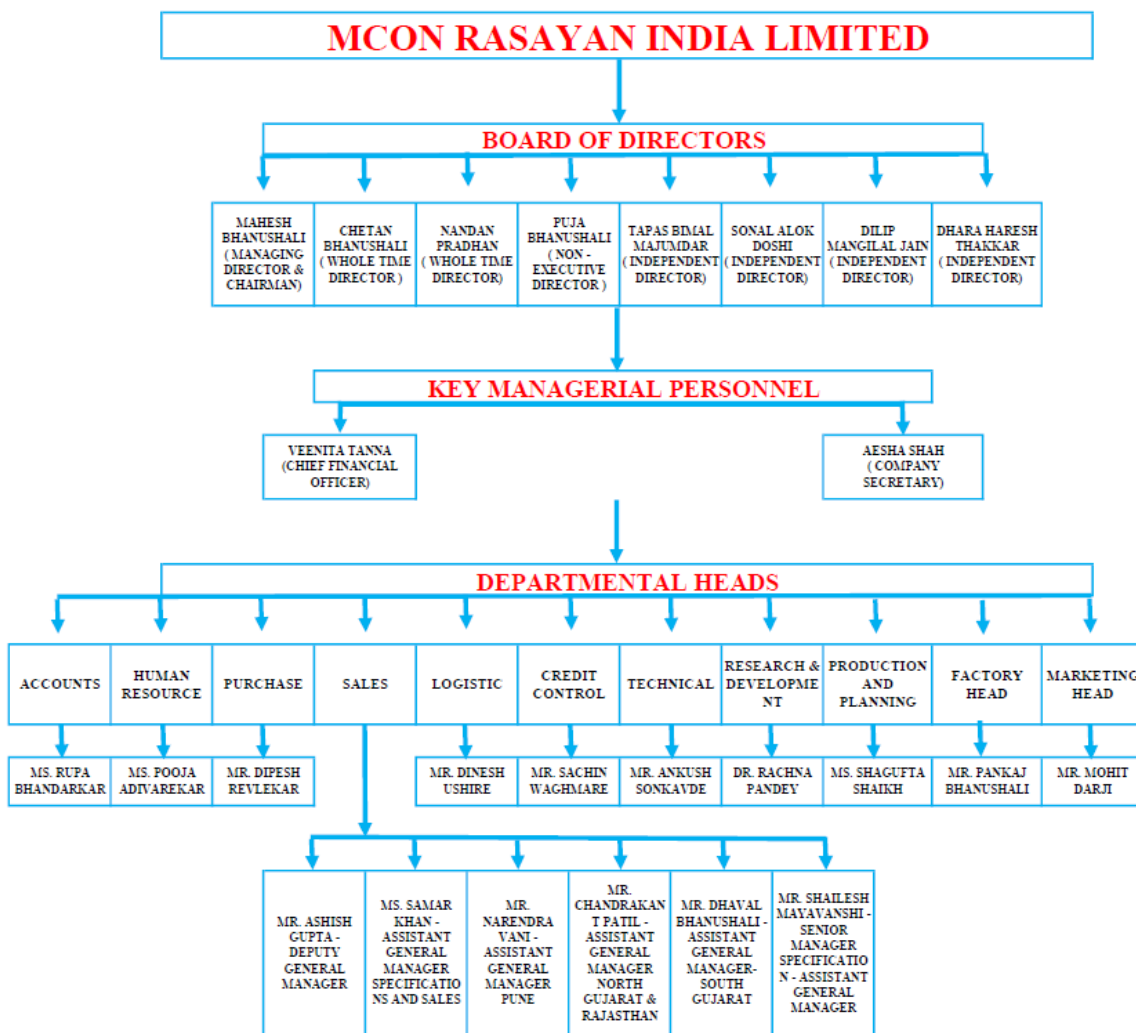 MCON RASAYAN INDIA LIMITED
BOARD OF DIRECTORS
MAHESH
BHANUSHALI
( MANAGING
DIRECTOR &
CHAIRMAN)
CHETAN
BHANUSHALI
( WHOLE TIME
DIRECTOR )
NANDAN
PRADHAN
( WHOLE TIME
DIRECTOR)
PUJA
BHANUSHALI
( NON -
EXECUTIVE
DIRECTOR )
TAPAS BIMAL
MAJUMDAR
( INDEPENDENT
DIRECTOR)
SONAL ALOK
DOSHI
( INDEPENDENT
DIRECTOR)
DILIP
MANGILAL JAIN
( INDEPENDENT
DIRECTOR)
DHARA HARESH
THAKKAR
( INDEPENDENT
DIRECTOR)
KEY MANAGERIAL PERSONNEL
VEENITA TANNA
(CHIEF FINANCIAL
OFFICER)
AESHA SHAH
( COMPANY
SECRETARY)
DEPARTMENTAL HEADS
ACCOUNTS
HUMAN
RESOURCE
PURCHASE
SALES
LOGISTIC
CREDIT
CONTROL
TECHNICAL
RESEARCH &
DEVELOPME
NT
PRODUCTION
AND
PLANNING
FACTORY
HEAD
MARKETING
HEAD
MS. RUPA
BHANDARKAR
MS. POOJA
ADIVAREKAR
MR. DIPESH
REVLEKAR
MR. DINESH
USHIRE
MR. SACHIN
WAGHMARE
MR. ANKUSH
SONKAVDE
DR. RACHNA
PANDEY
MS. SHAGUFTA
SHAIKH
MR. PANKAJ
BHANUSHALI
MR. MOHIT
DARJI
MR. ASHISH
GUPTA -
DEPUTY
GENERAL
MANAGER
MS. SAMAR
KHAN -
ASSISTANT
GENERAL
MANAGER
SPECIFICATIO
NS AND SALES
MR.
NARENDRA
VANI -
ASSISTANT
GENERAL
MANAGER
PUNE
MR.
CHANDRAKAN
T PATIL -
ASSISTANT
GENERAL
MANAGER
NORTH
GUJARAT &
RAJASTHAN
MR. DHAVAL
BHANUSHALI -
ASSISTANT
GENERAL
MANAGER-
SOUTH
GUJARAT
MR. SHAILESH
MAYAVANSHI -
SENIOR
MANAGER
SPECIFICATIO
N - ASSISTANT
GENERAL
MANAGER